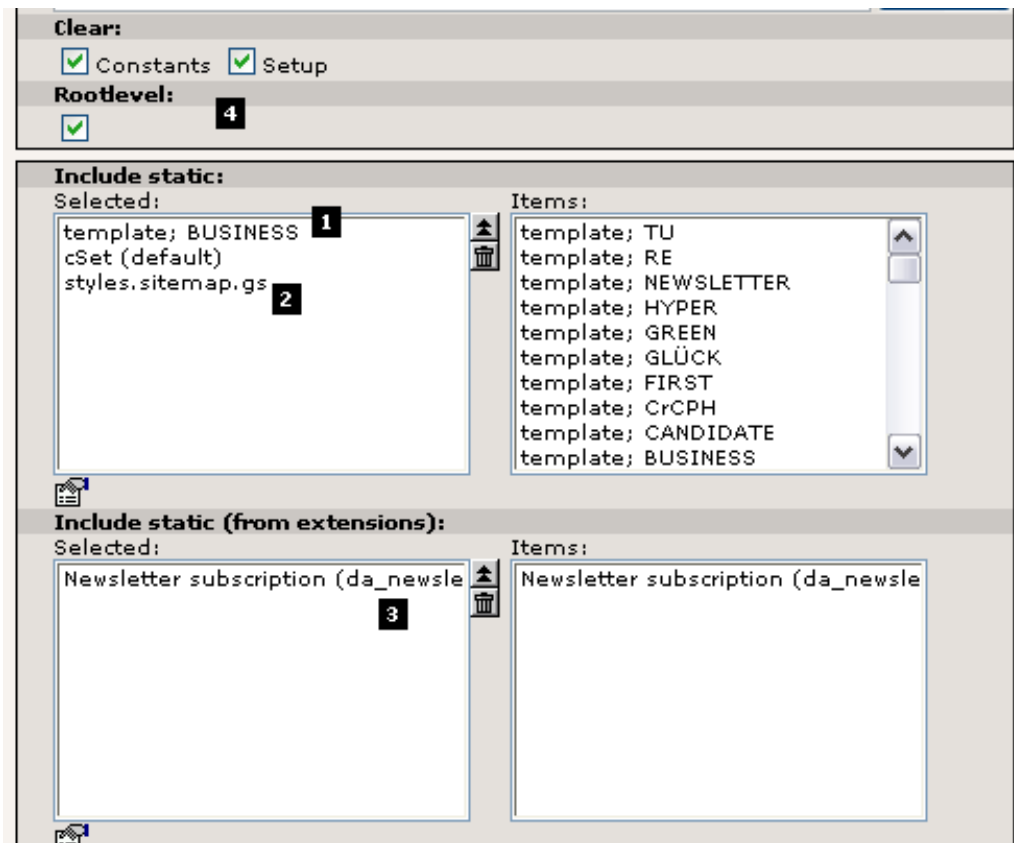 Clear:
Constants Setup
Rootlevel:
4
Include static:
Selected: Items:
template; BUSINESS 1
cSet (default)
styles.sitemap.gs 2
template; TU
template; RE
template; NEWSLETTER
template; HYPER
template; GREEN
template; GLÜCK
template; FIRST
template; CrCPH
template; CANDIDATE
template; BUSINESS
Include static (from extensions):
Selected: Items:
Newsletter subscription (da_newsle
3
Newsletter subscription (da_newsle